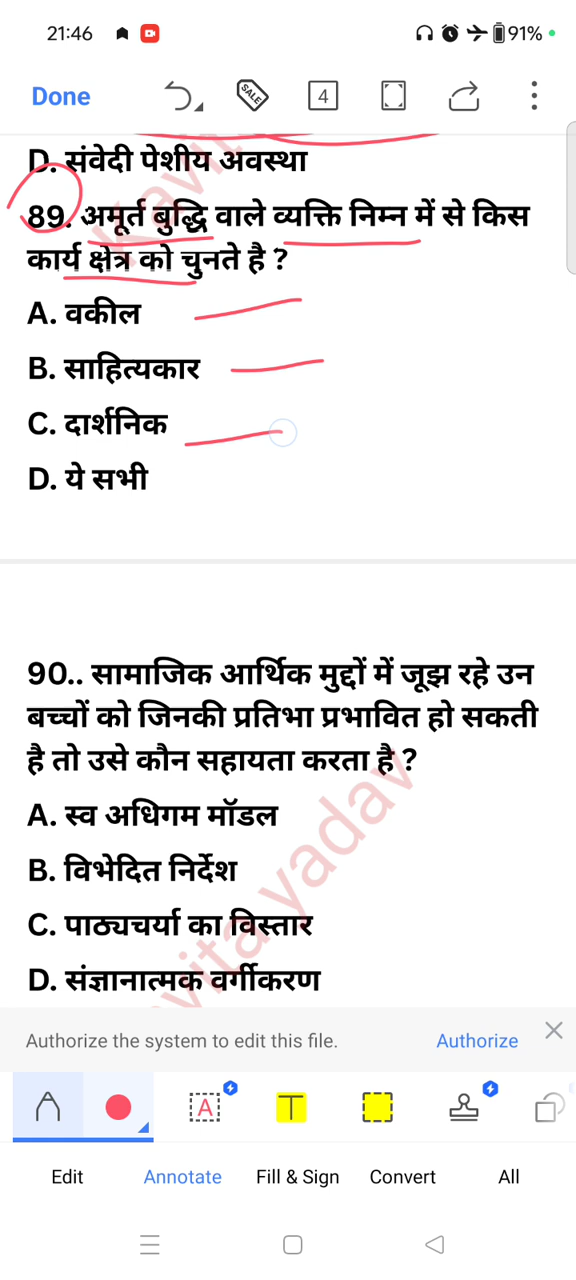 21:46
91%
Done
SALE
4
D. संवेदी पेशीय अवस्था
89. अमूर्त बुद्धि वाले व्यक्ति निम्न में से किस
कार्य क्षेत्र को चुनते है ?
A. वकील
B. साहित्यकार
C. दार्शनिक
D. ये सभी
90.. सामाजिक आर्थिक मुद्दों में जूझ रहे उन
बच्चों को जिनकी प्रतिभा प्रभावित हो सकती
है तो उसे कौन सहायता करता है ?
A. स्व अधिगम मॉडल
B. विभेदित निर्देश
C. पाठ्यचर्या का विस्तार
D. संज्ञानात्मक वर्गीकरण
Authorize the system to edit this file.
Authorize
A
T
Edit
Annotate
Fill & Sign
Convert
All